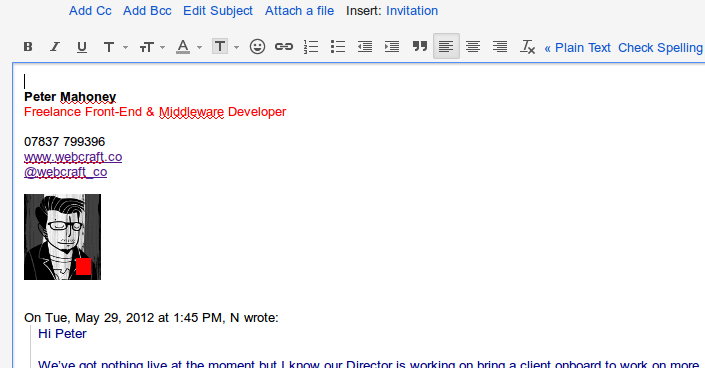 Add Cc Add Bcc Edit Subject Attach a file Insert: Invitation
B I U T T A T « Plain Text Check Spelling
Peter Mahoney
Freelance Front-End & Middleware Developer
07837 799396
www.webcraft.co
@webcraft_co
On Tue, May 29, 2012 at 1:45 PM, N wrote:
Hi Peter
We've got nothing live at the moment but I know our Director is working on bring a client onboard to work on more